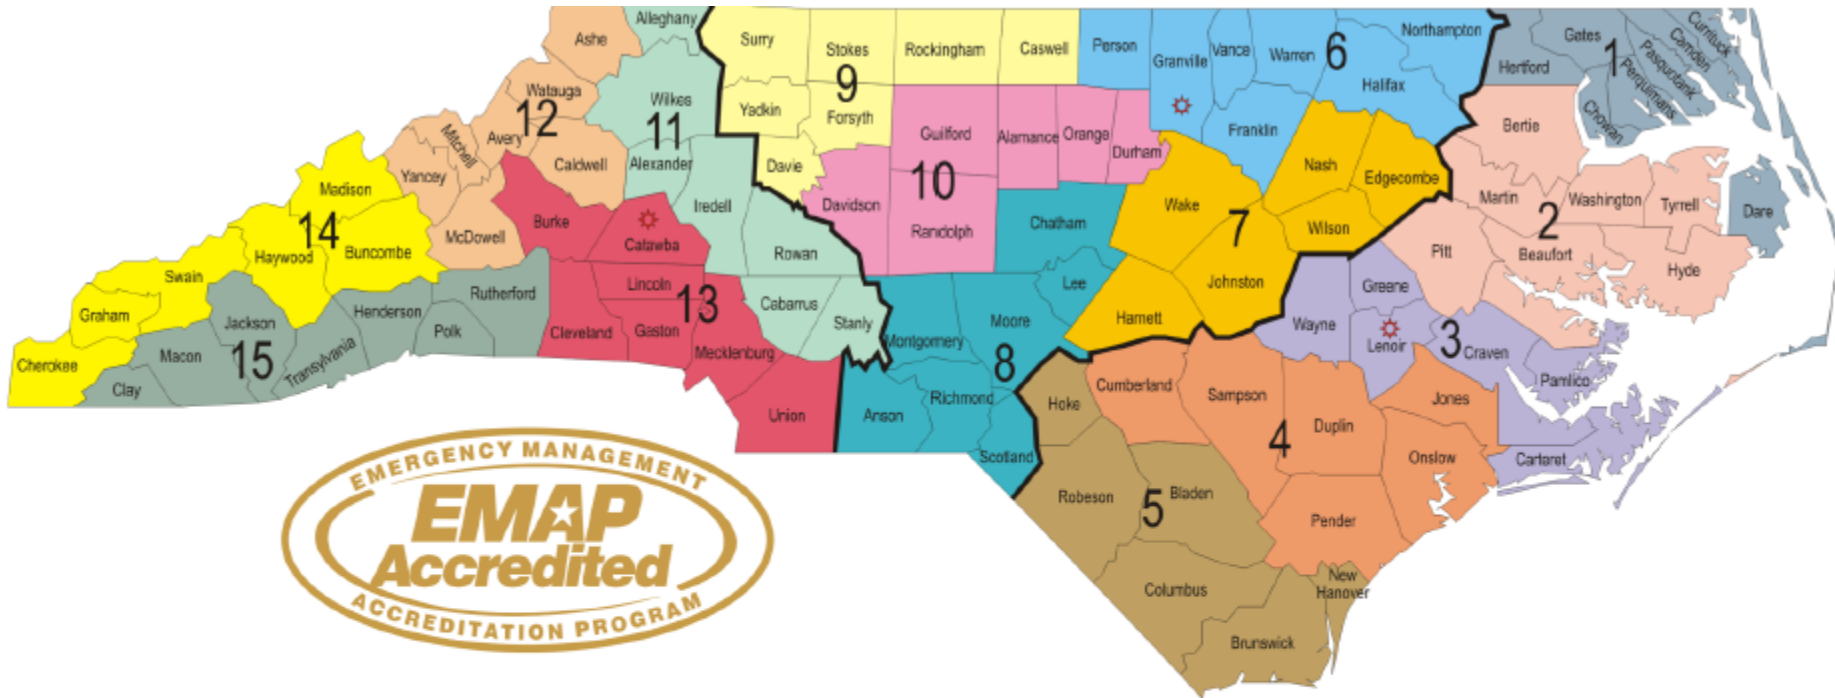 Alleghany
Ashe
Surry
Stokes
Rockingham
Caswell
Person
Granville
Vance
Warren
6
Northampton
Gates
1
Currituck
Camden
Pasquotank
Perquimans
Chowan
Hertford
Halifax
Watauga
12
Wilkes
11
Yadkin
9
Forsyth
Guilford
Alamance
Orange
Durham
Franklin
Nash
Edgecombe
Bertie
Mitchell
Avery
Caldwell
Alexander
Davie
10
Madison
Yancey
Iredell
Davidson
Randolph
Chatham
Wake
7
Wilson
Martin
2
Washington
Tyrrell
Dare
14
Haywood
Buncombe
McDowell
Burke
Catawba
Rowan
Lee
Johnston
Pitt
Beaufort
Hyde
Swain
Graham
Jackson
Henderson
Rutherford
Lincoln
13
Cabarrus
Stanly
Moore
Harnett
Greene
Wayne
Lenoir
3
Craven
Pamlico
Cherokee
Macon
15
Transylvania
Polk
Cleveland
Gaston
Mecklenburg
Montgomery
8
Clay
Union
Anson
Richmond
Scotland
Hoke
Cumberland
Sampson
4
Duplin
Jones
Onslow
Carteret
Robeson
5
Bladen
Pender
Columbus
New
Hanover
Brunswick
EMERGENCY MANAGEMENT
EMAP
Accredited
ACCREDITATION PROGRAM